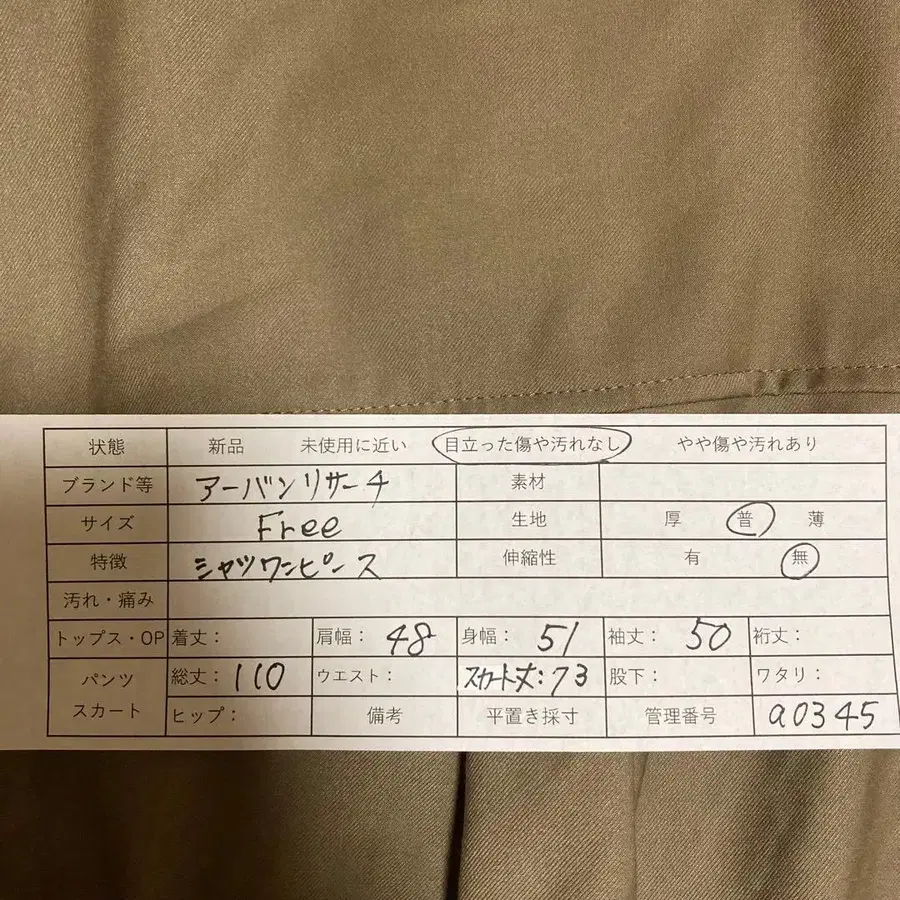 状態 新品 未使用に近い 目立った傷や汚れなし やや傷や汚れあり
ブランド等 アーバンリサーチ 素材
サイズ Free 生地 厚 普 薄
特徴 シャツワンピース 伸縮性 有 無
汚れ・痛み
トップス・OP 着丈： 肩幅： 48 身幅： 51 袖丈： 50 裄丈：
パンツ 総丈： 110 ウエスト： スカート丈：73 股下： ワタリ：
スカート ヒップ： 備考 平置き採寸 管理番号 a0345